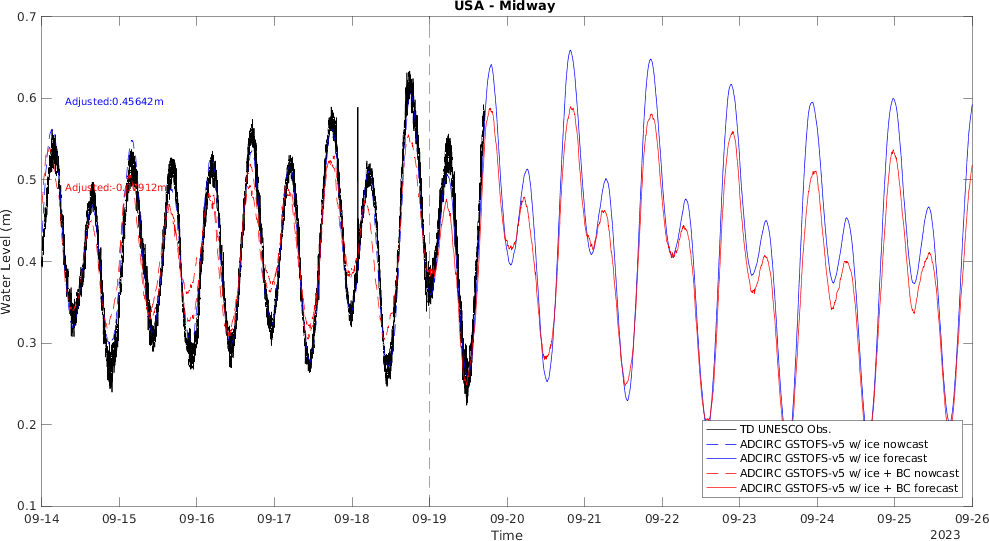 USA - Midway
0.7
0.6
0.5
0.4
0.3
0.2
0.1
Water Level (m)
Adjusted:0.45642m
TD UNESCO Obs.
ADCIRC GSTOFS-v5 w/ ice nowcast
ADCIRC GSTOFS-v5 w/ ice forecast
ADCIRC GSTOFS-v5 w/ ice + BC nowcast
ADCIRC GSTOFS-v5 w/ ice + BC forecast
09-14 09-15 09-16 09-17 09-18 09-19 09-20 09-21 09-22 09-23 09-24 09-25 09-26
Time
2023